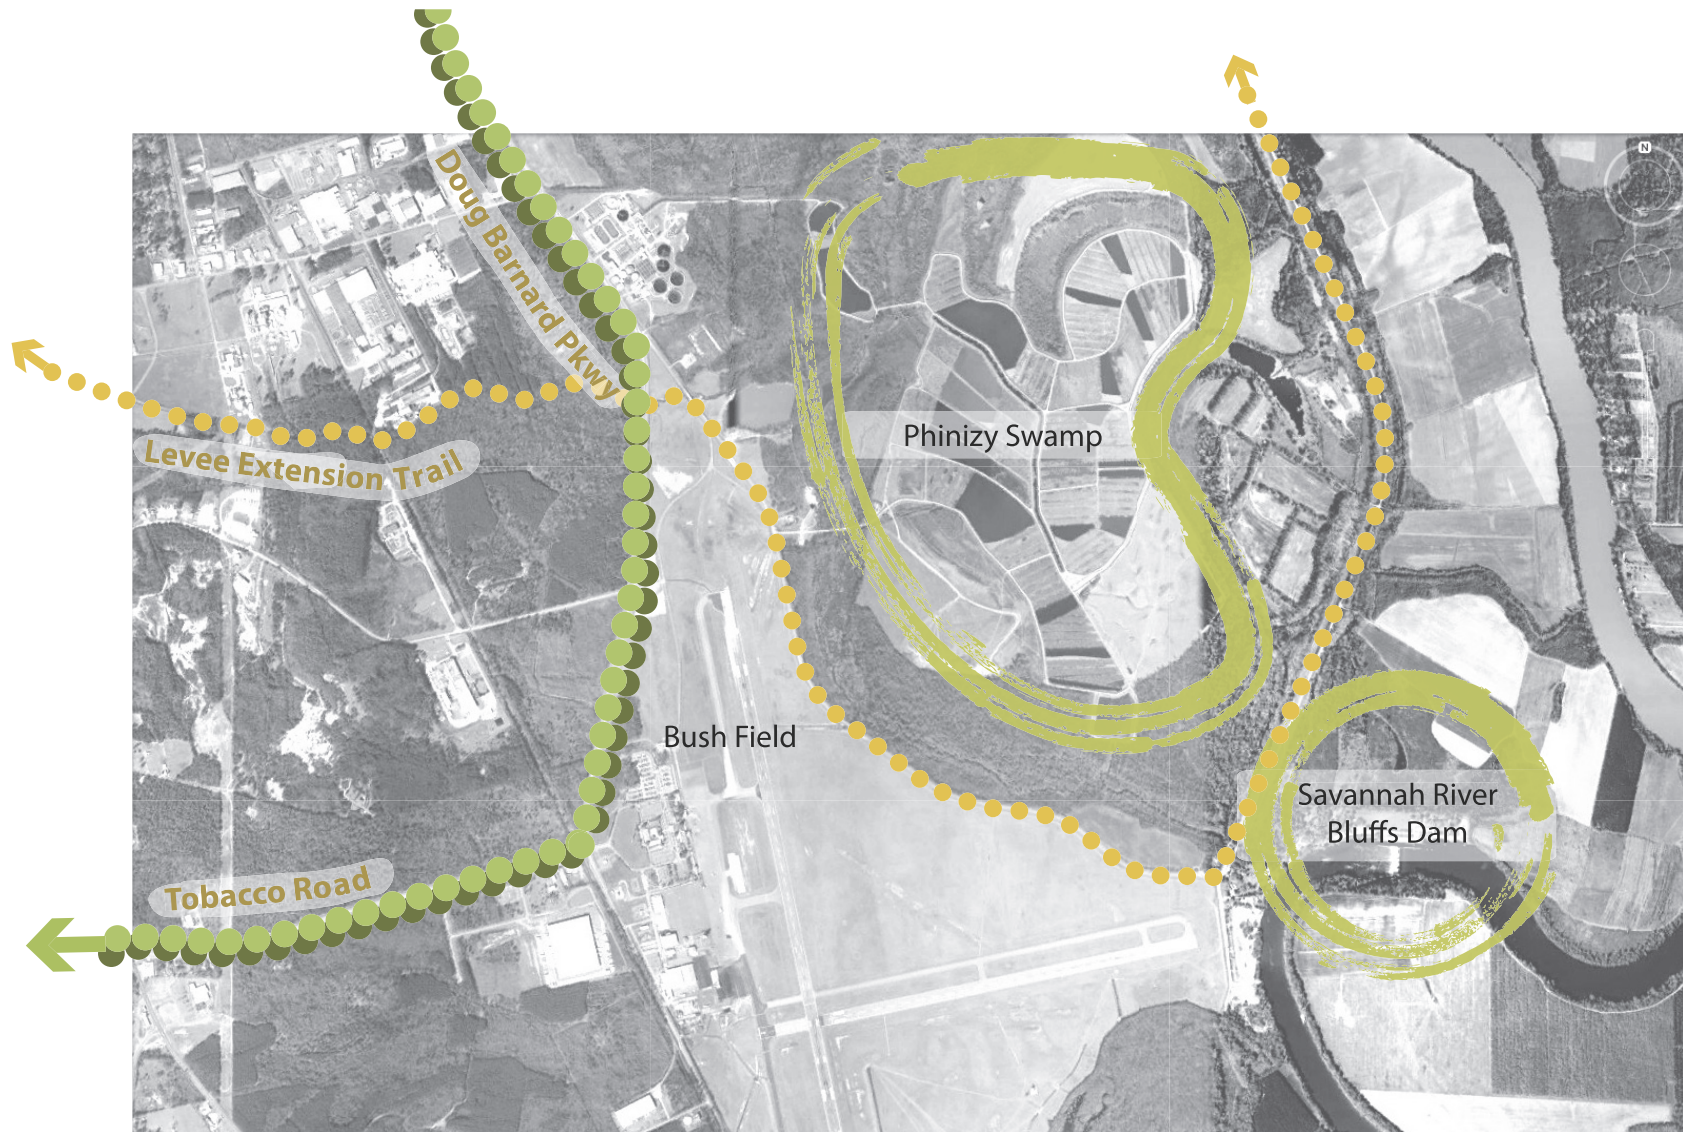 N
Doug Barnard Pkwy
Levee Extension Trail
Phinizy Swamp
Bush Field
Savannah River
Bluffs Dam
Tobacco Road